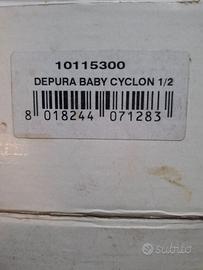 10115300
DEPURA BABY CYCLON 1/2
8 018244 071283
subito